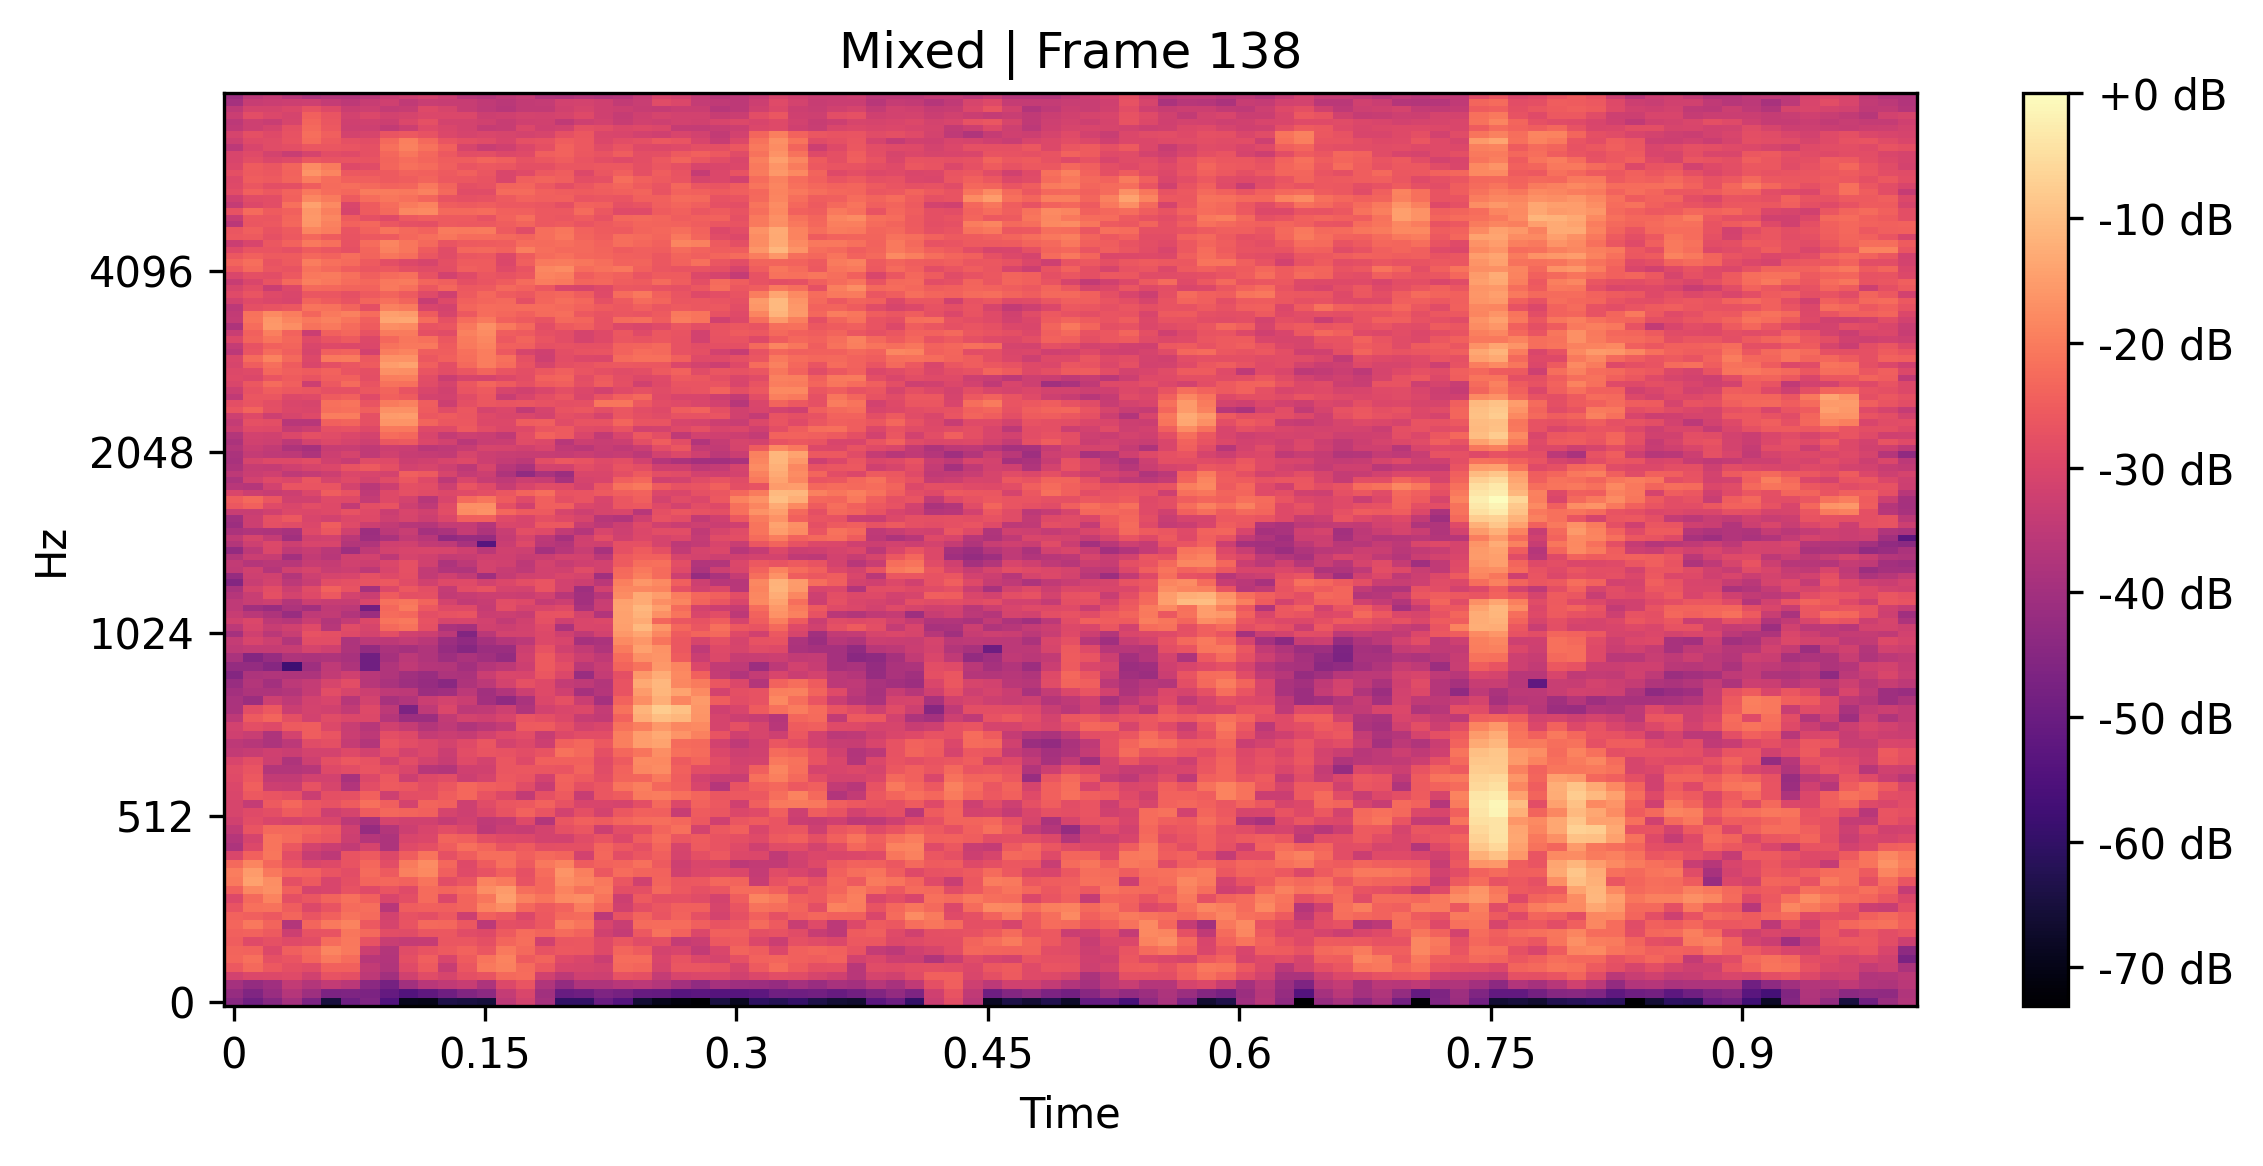 Mixed | Frame 138
+0 dB
-10 dB
-20 dB
-30 dB
-40 dB
-50 dB
-60 dB
-70 dB
4096
2048
1024
512
0
Hz
0 0.15 0.3 0.45 0.6 0.75 0.9
Time